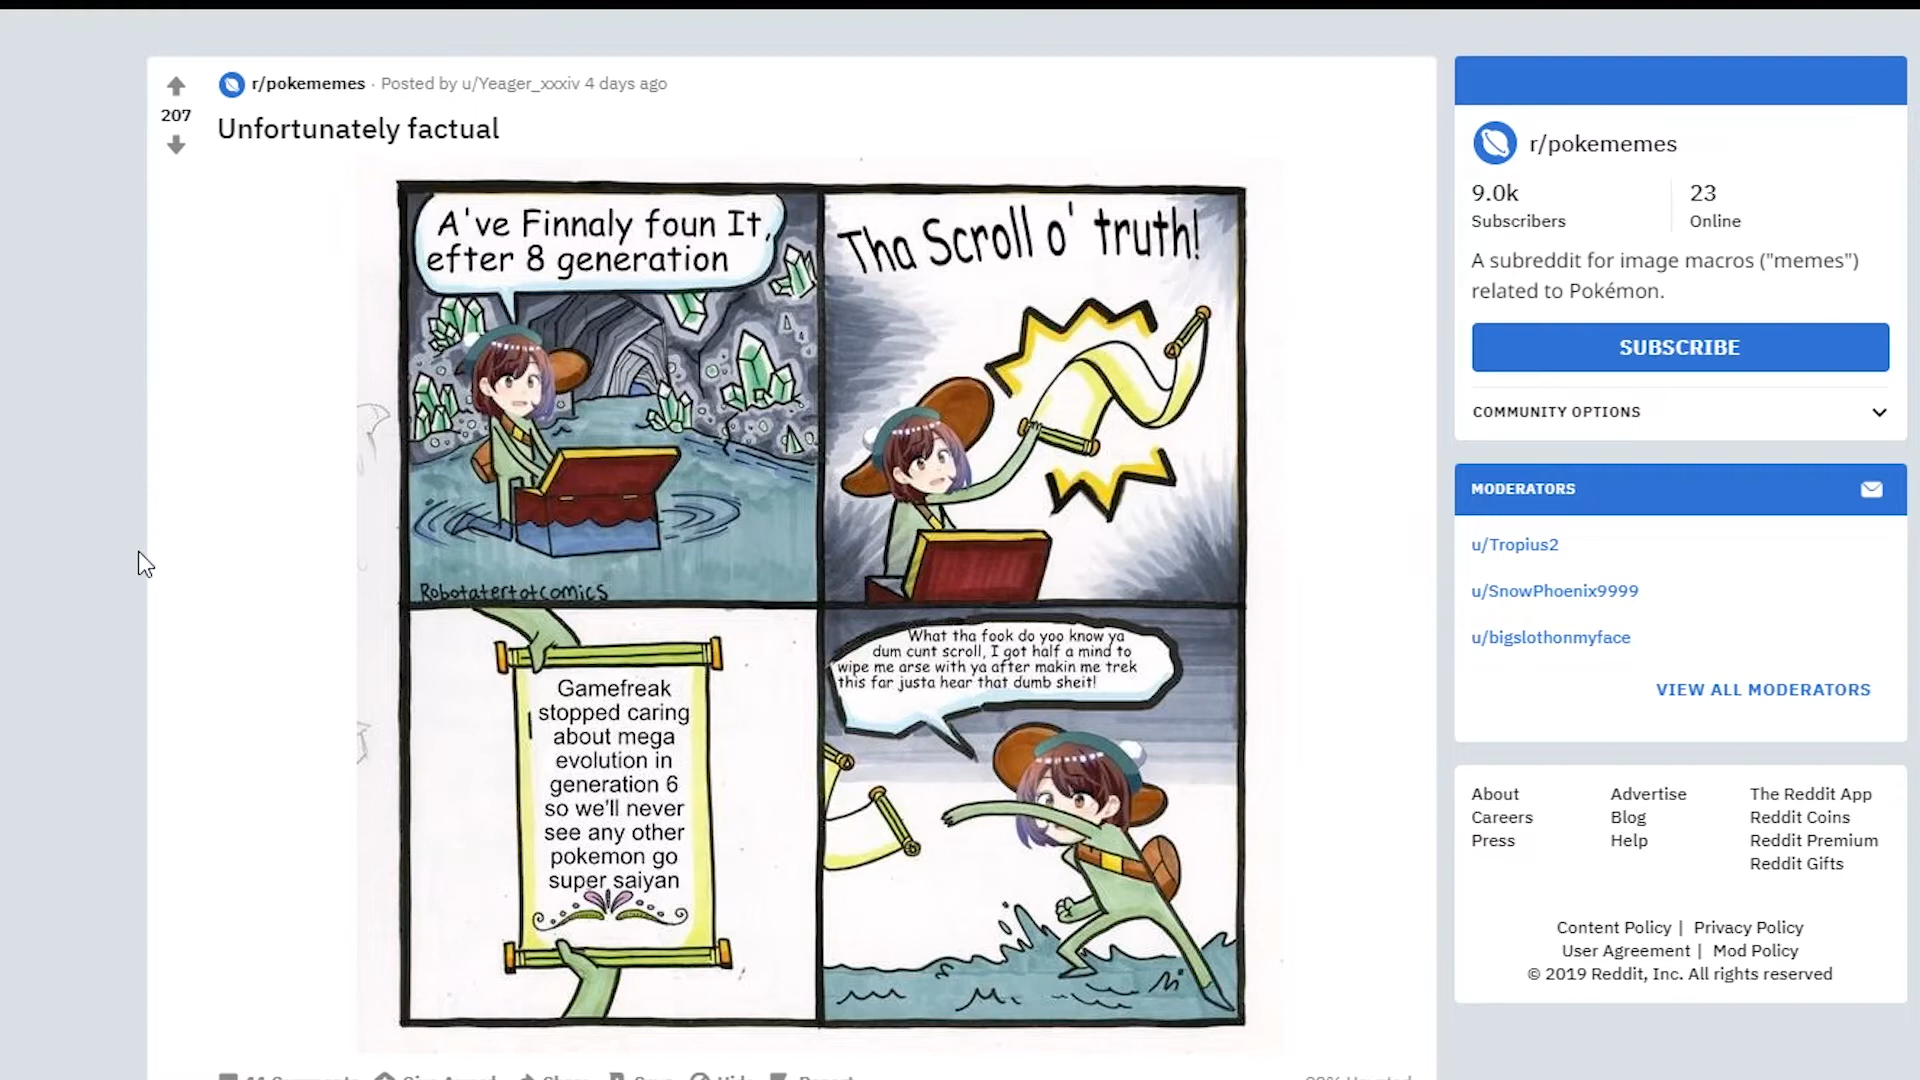 r/pokememes · Posted by u/Yeager_xxxiv 4 days ago
207
Unfortunately factual
A've Finnaly foun It,
efter 8 generation
Robotatertotcomics
Tha Scroll o' truth!
Gamefreak
stopped caring
about mega
evolution in
generation 6
so we'll never
see any other
pokemon go
super saiyan
What tha fook do yoo know ya
dum cunt scroll, I got half a mind to
wipe me arse with ya after makin me trek
this far justa hear that dumb sheit!
r/pokememes
9.0k
Subscribers
23
Online
A subreddit for image macros ("memes")
related to Pokémon.
SUBSCRIBE
COMMUNITY OPTIONS
MODERATORS
u/Tropius2
u/SnowPhoenix9999
u/bigslothonmyface
VIEW ALL MODERATORS
About Advertise The Reddit App
Careers Blog Reddit Coins
Press Help Reddit Premium
Reddit Gifts
Content Policy | Privacy Policy
User Agreement | Mod Policy
© 2019 Reddit, Inc. All rights reserved